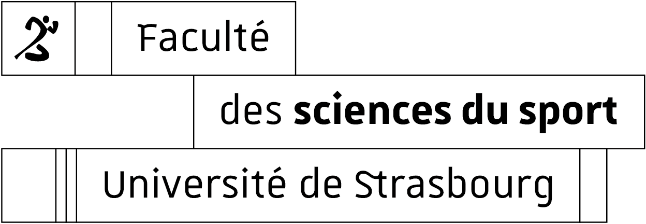 Faculté
des sciences du sport
Université de Strasbourg